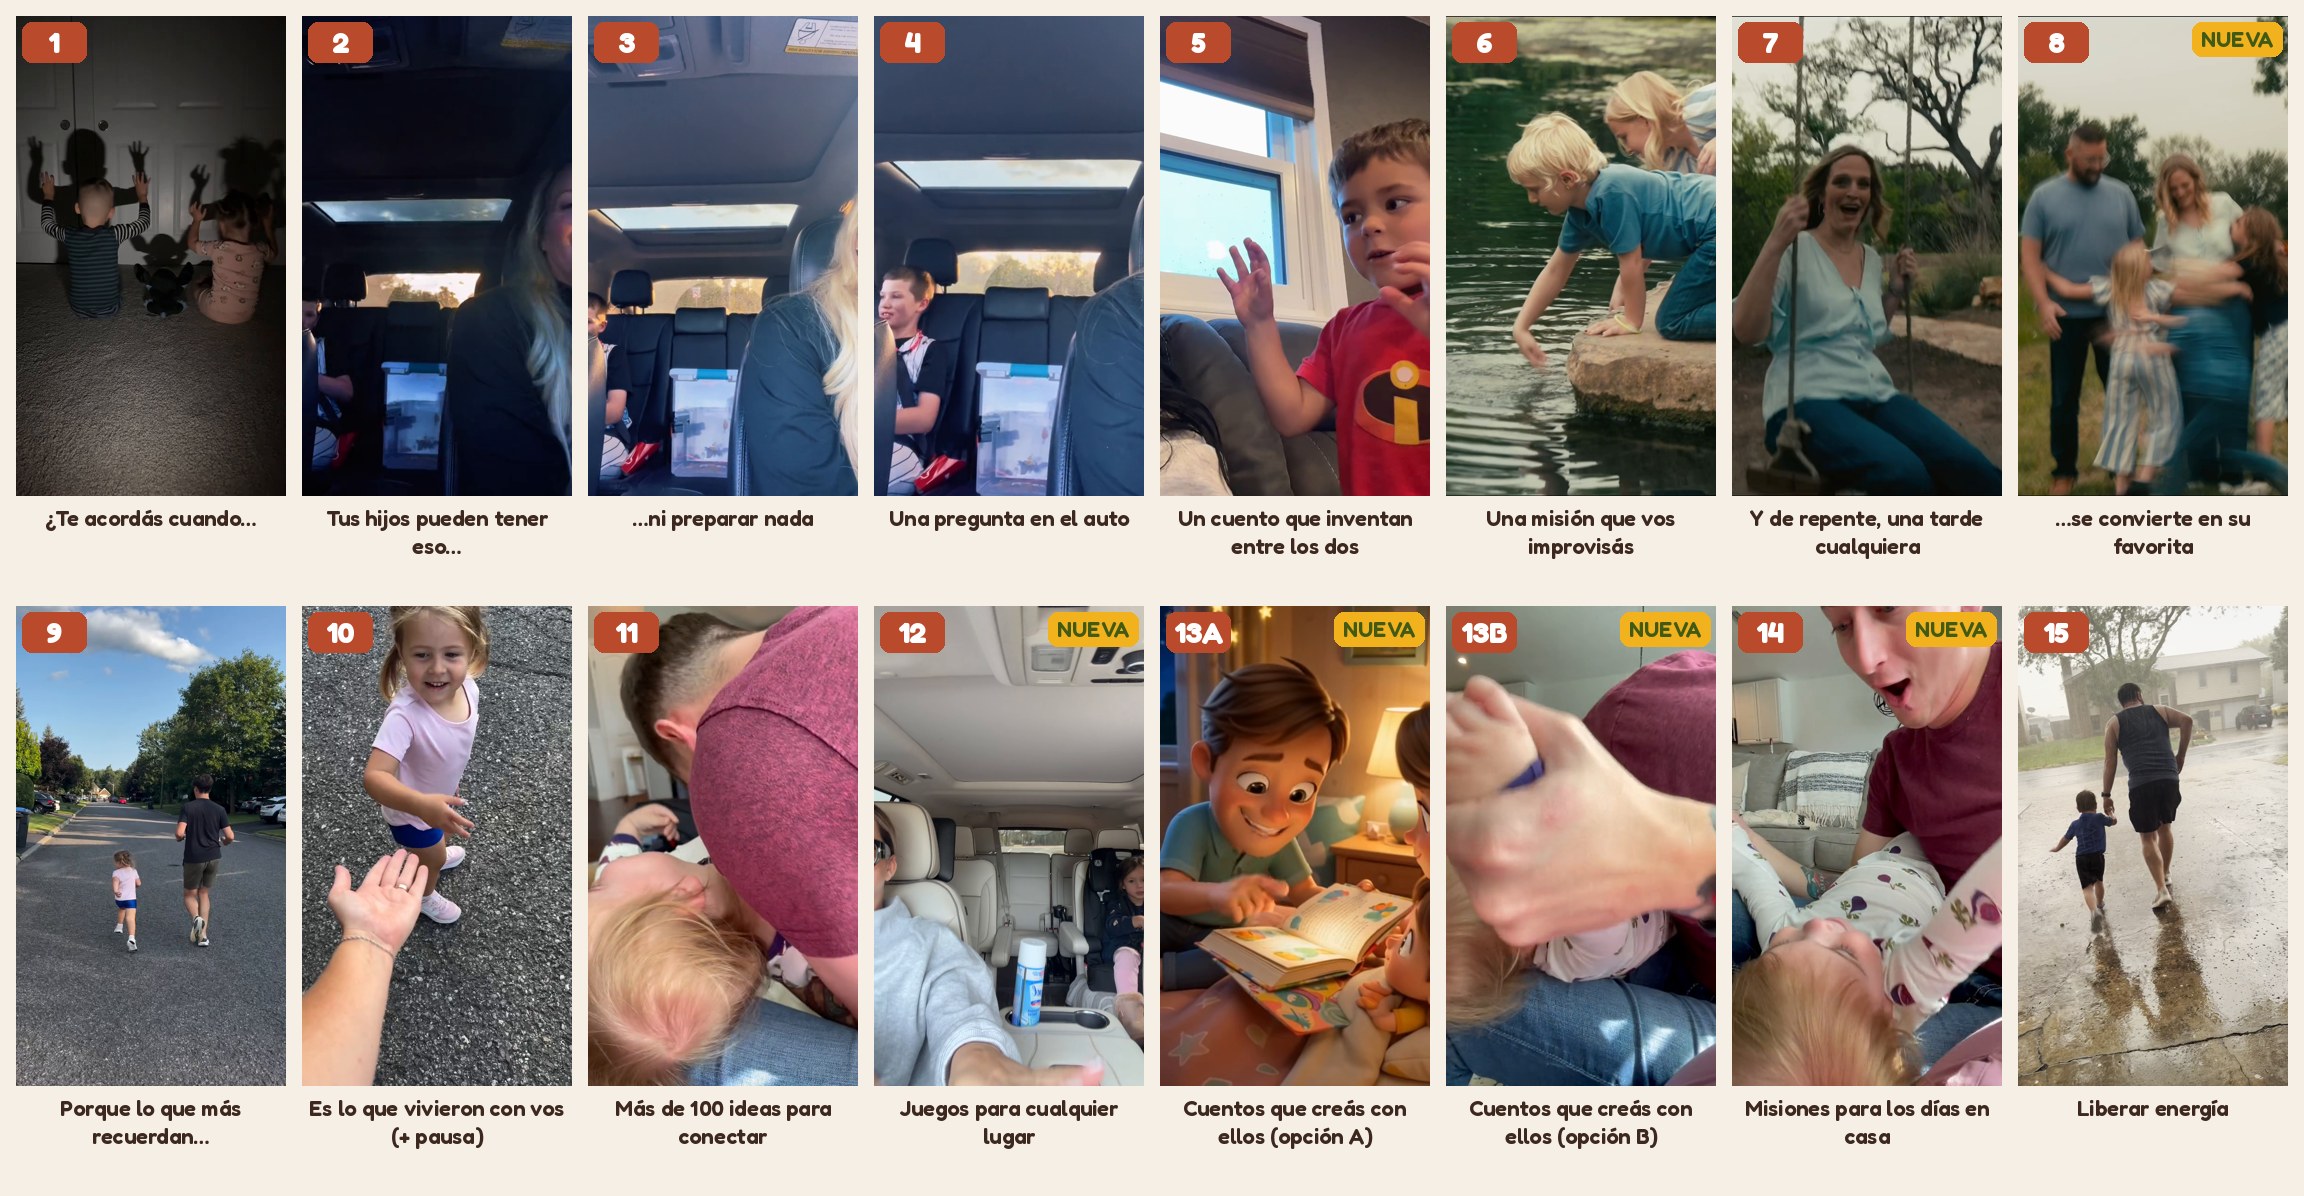 1
2
3
4
5
6
7
8
NUEVA
¿Te acordás cuando...
Tus hijos pueden tener
eso...
...ni preparar nada
Una pregunta en el auto
Un cuento que inventan
entre los dos
Una misión que vos
improvisás
Y de repente, una tarde
cualquiera
...se convierte en su
favorita
9
10
11
12
NUEVA
13A
NUEVA
13B
NUEVA
14
NUEVA
15
Porque lo que más
recuerdan...
Es lo que vivieron con vos
(+ pausa)
Más de 100 ideas para
conectar
Juegos para cualquier
lugar
Cuentos que creás con
ellos (opción A)
Cuentos que creás con
ellos (opción B)
Misiones para los días en
casa
Liberar energía